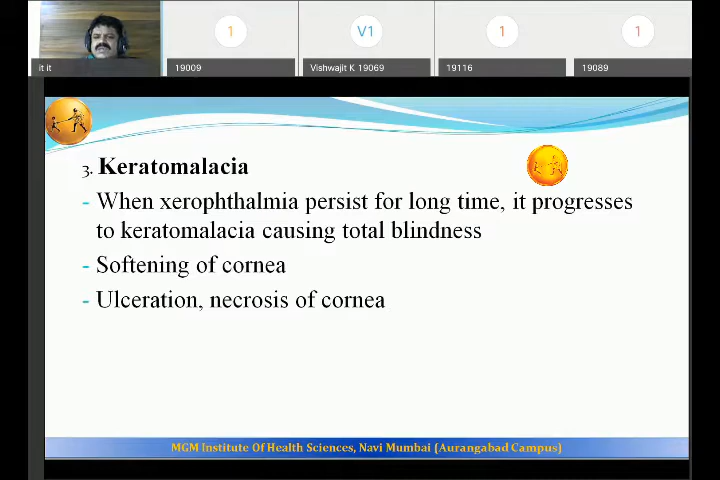 1
V1
1
1
it it
19009
Vishwajit K 19069
19116
19089
3. Keratomalacia
- When xerophthalmia persist for long time, it progresses
to keratomalacia causing total blindness
- Softening of cornea
- Ulceration, necrosis of cornea
MGM Institute Of Health Sciences, Navi Mumbai (Aurangabad Campus)